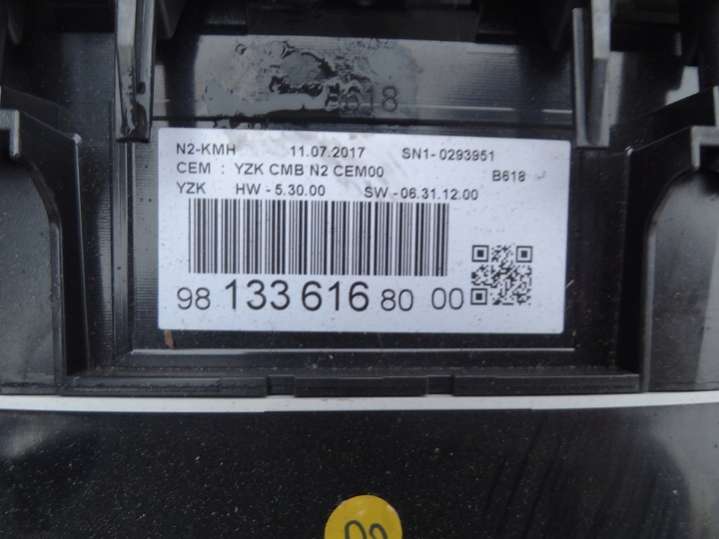 B618
N2-KMH 11.07.2017 SN1-0293951
CEM : YZK CMB N2 CEM00 B618
YZK HW - 5.30.00 SW - 06.31.12.00
98 133 616 80 00